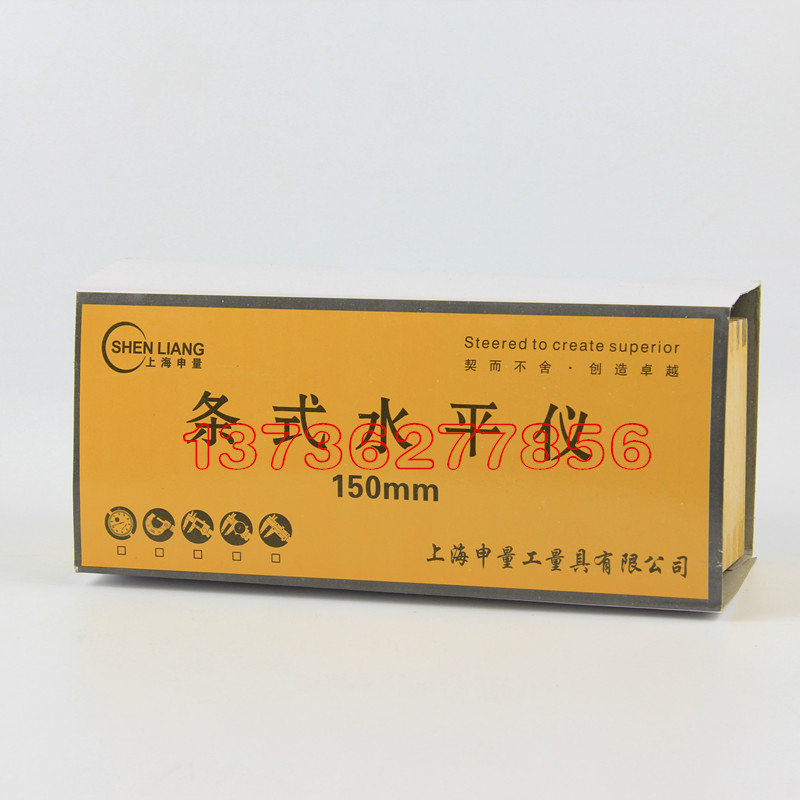 SHEN LIANG
上海申量
Steered to create superior
契而不舍·创造卓越
条式水平仪
13736277856
150mm
上海申量工量具有限公司